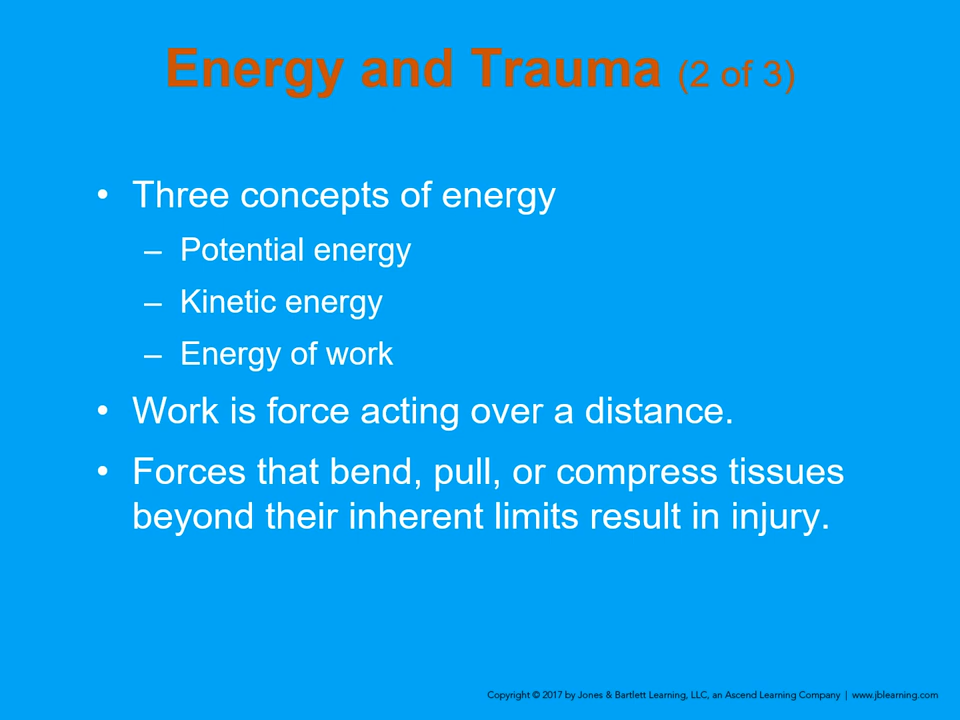 Energy and Trauma (2 of 3)
• Three concepts of energy
– Potential energy
– Kinetic energy
– Energy of work
• Work is force acting over a distance.
• Forces that bend, pull, or compress tissues
beyond their inherent limits result in injury.
Copyright © 2017 by Jones & Bartlett Learning, LLC, an Ascend Learning Company | www.jblearning.com